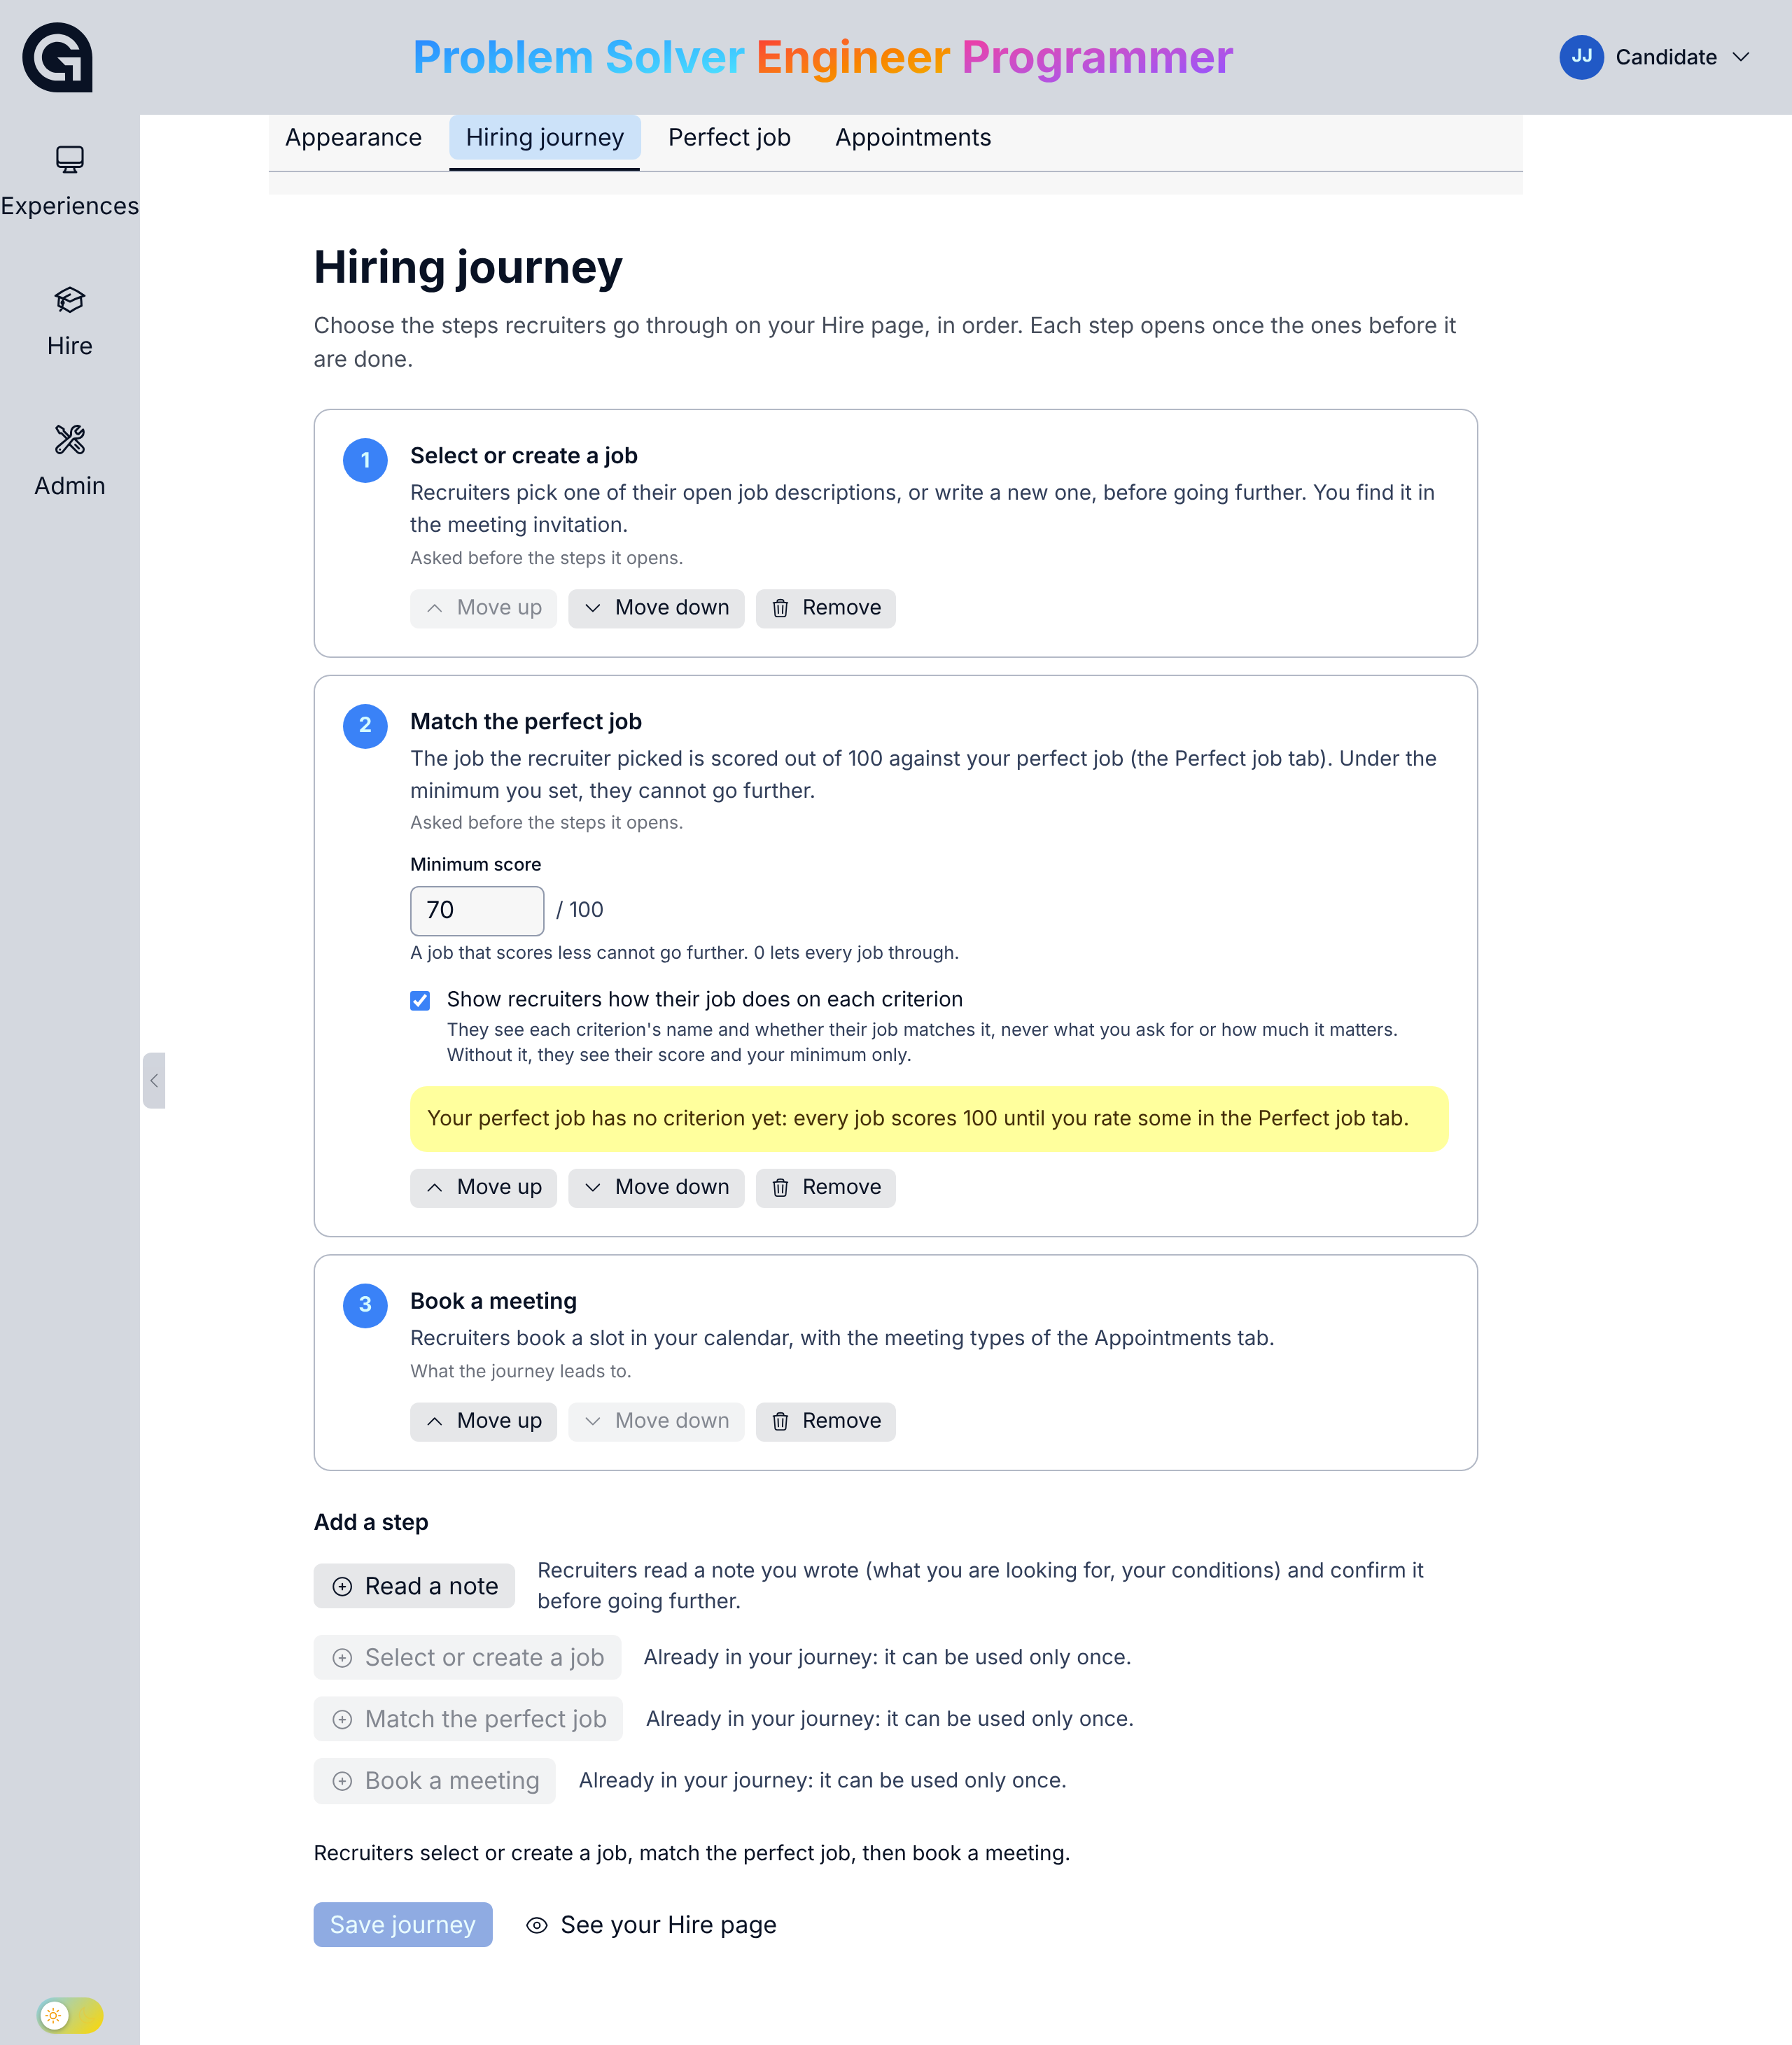 Problem Solver Engineer Programmer
JJ Candidate
Experiences
Hire
Admin
Appearance Hiring journey Perfect job Appointments
Hiring journey
Choose the steps recruiters go through on your Hire page, in order. Each step opens once the ones before it
are done.
1 Select or create a job
Recruiters pick one of their open job descriptions, or write a new one, before going further. You find it in
the meeting invitation.
Asked before the steps it opens.
Move up Move down Remove
2 Match the perfect job
The job the recruiter picked is scored out of 100 against your perfect job (the Perfect job tab). Under the
minimum you set, they cannot go further.
Asked before the steps it opens.
Minimum score
70 / 100
A job that scores less cannot go further. 0 lets every job through.
Show recruiters how their job does on each criterion
They see each criterion's name and whether their job matches it, never what you ask for or how much it matters.
Without it, they see their score and your minimum only.
Your perfect job has no criterion yet: every job scores 100 until you rate some in the Perfect job tab.
Move up Move down Remove
3 Book a meeting
Recruiters book a slot in your calendar, with the meeting types of the Appointments tab.
What the journey leads to.
Move up Move down Remove
Add a step
Read a note
Recruiters read a note you wrote (what you are looking for, your conditions) and confirm it
before going further.
Select or create a job Already in your journey: it can be used only once.
Match the perfect job Already in your journey: it can be used only once.
Book a meeting Already in your journey: it can be used only once.
Recruiters select or create a job, match the perfect job, then book a meeting.
Save journey See your Hire page